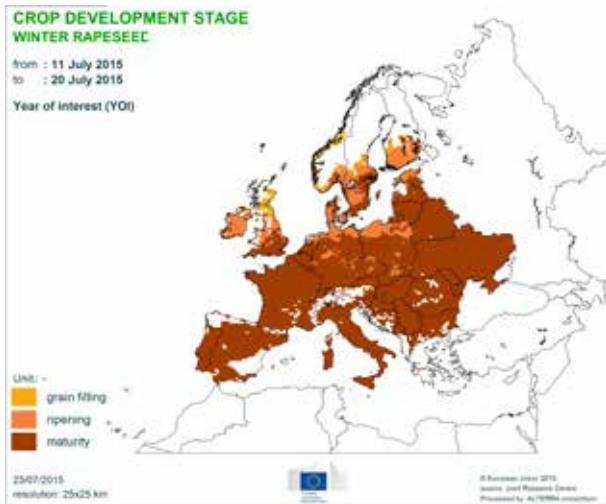 CROP DEVELOPMENT STAGE
WINTER RAPESEED
from : 11 July 2015
to : 20 July 2015
Year of interest (YOI)
Unit: -
grain filling
ripening
maturity
23/07/2015
resolution: 25x25 km
© European Union 2015
source: Joint Research Centre
Processed by: ALTERRA consortium